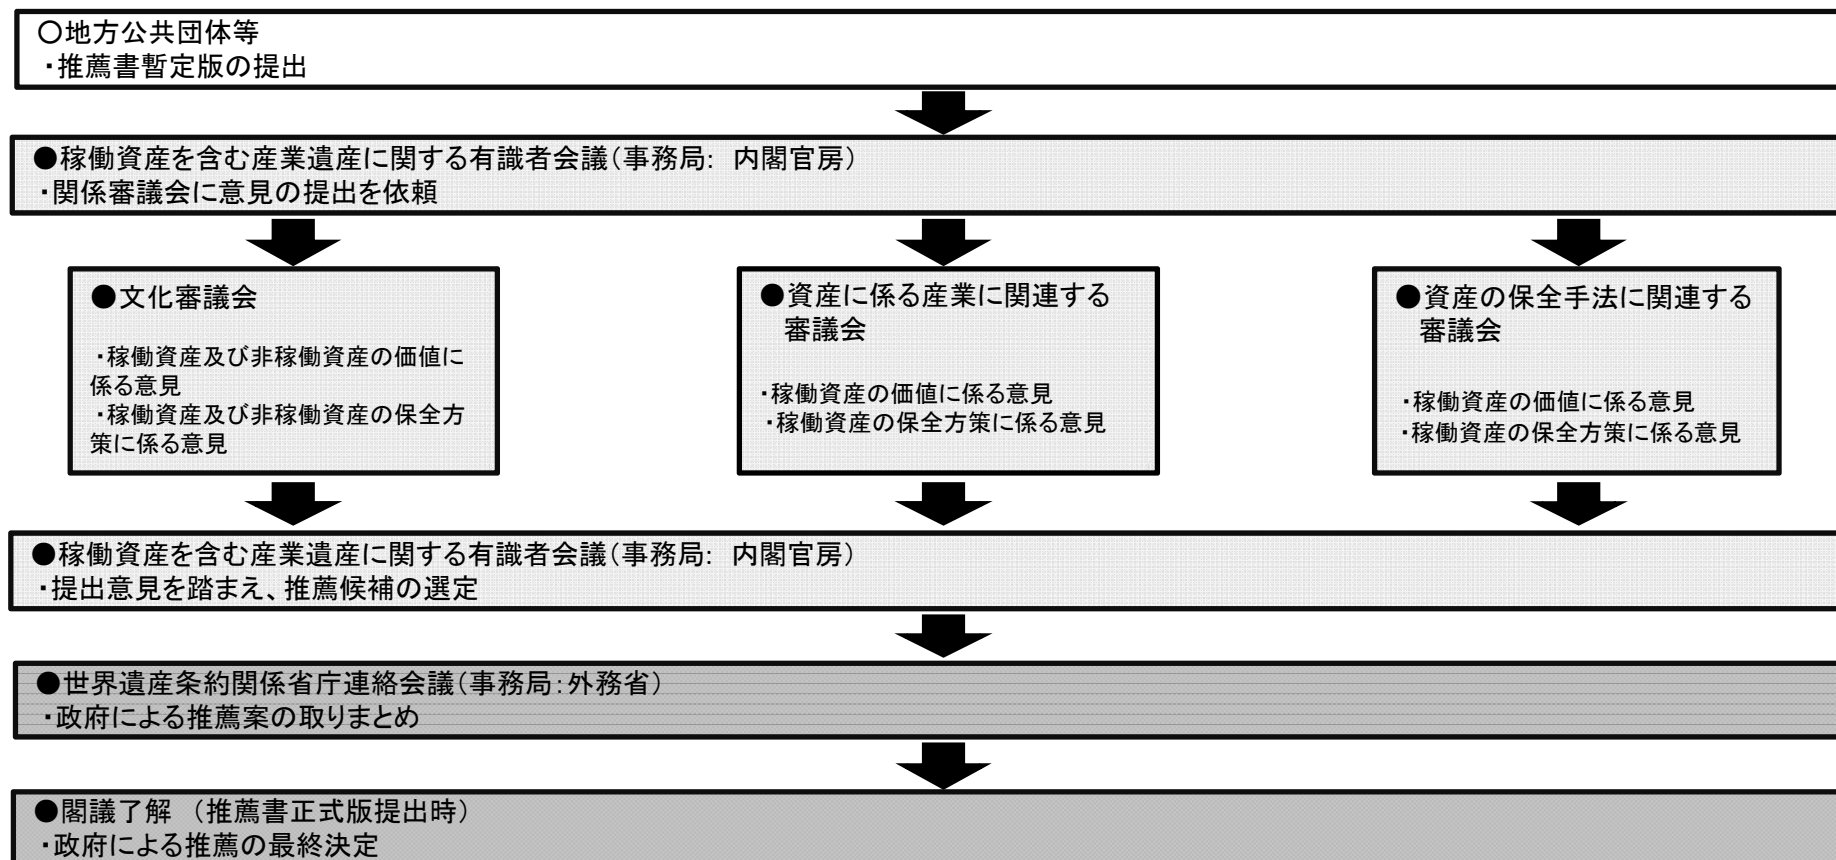 〇地方公共団体等
・推薦書暫定版の提出
●稼働資産を含む産業遺産に関する有識者会議(事務局: 内閣官房)
・関係審議会に意見の提出を依頼
●文化審議会
・稼働資産及び非稼働資産の価値に
係る意見
・稼働資産及び非稼働資産の保全方
策に係る意見
●資産に係る産業に関連する
審議会
・稼働資産の価値に係る意見
・稼働資産の保全方策に係る意見
●資産の保全手法に関連する
審議会
・稼働資産の価値に係る意見
・稼働資産の保全方策に係る意見
●稼働資産を含む産業遺産に関する有識者会議(事務局: 内閣官房)
・提出意見を踏まえ、推薦候補の選定
●世界遺産条約関係省庁連絡会議(事務局:外務省)
・政府による推薦案の取りまとめ
●閣議了解 (推薦書正式版提出時)
・政府による推薦の最終決定